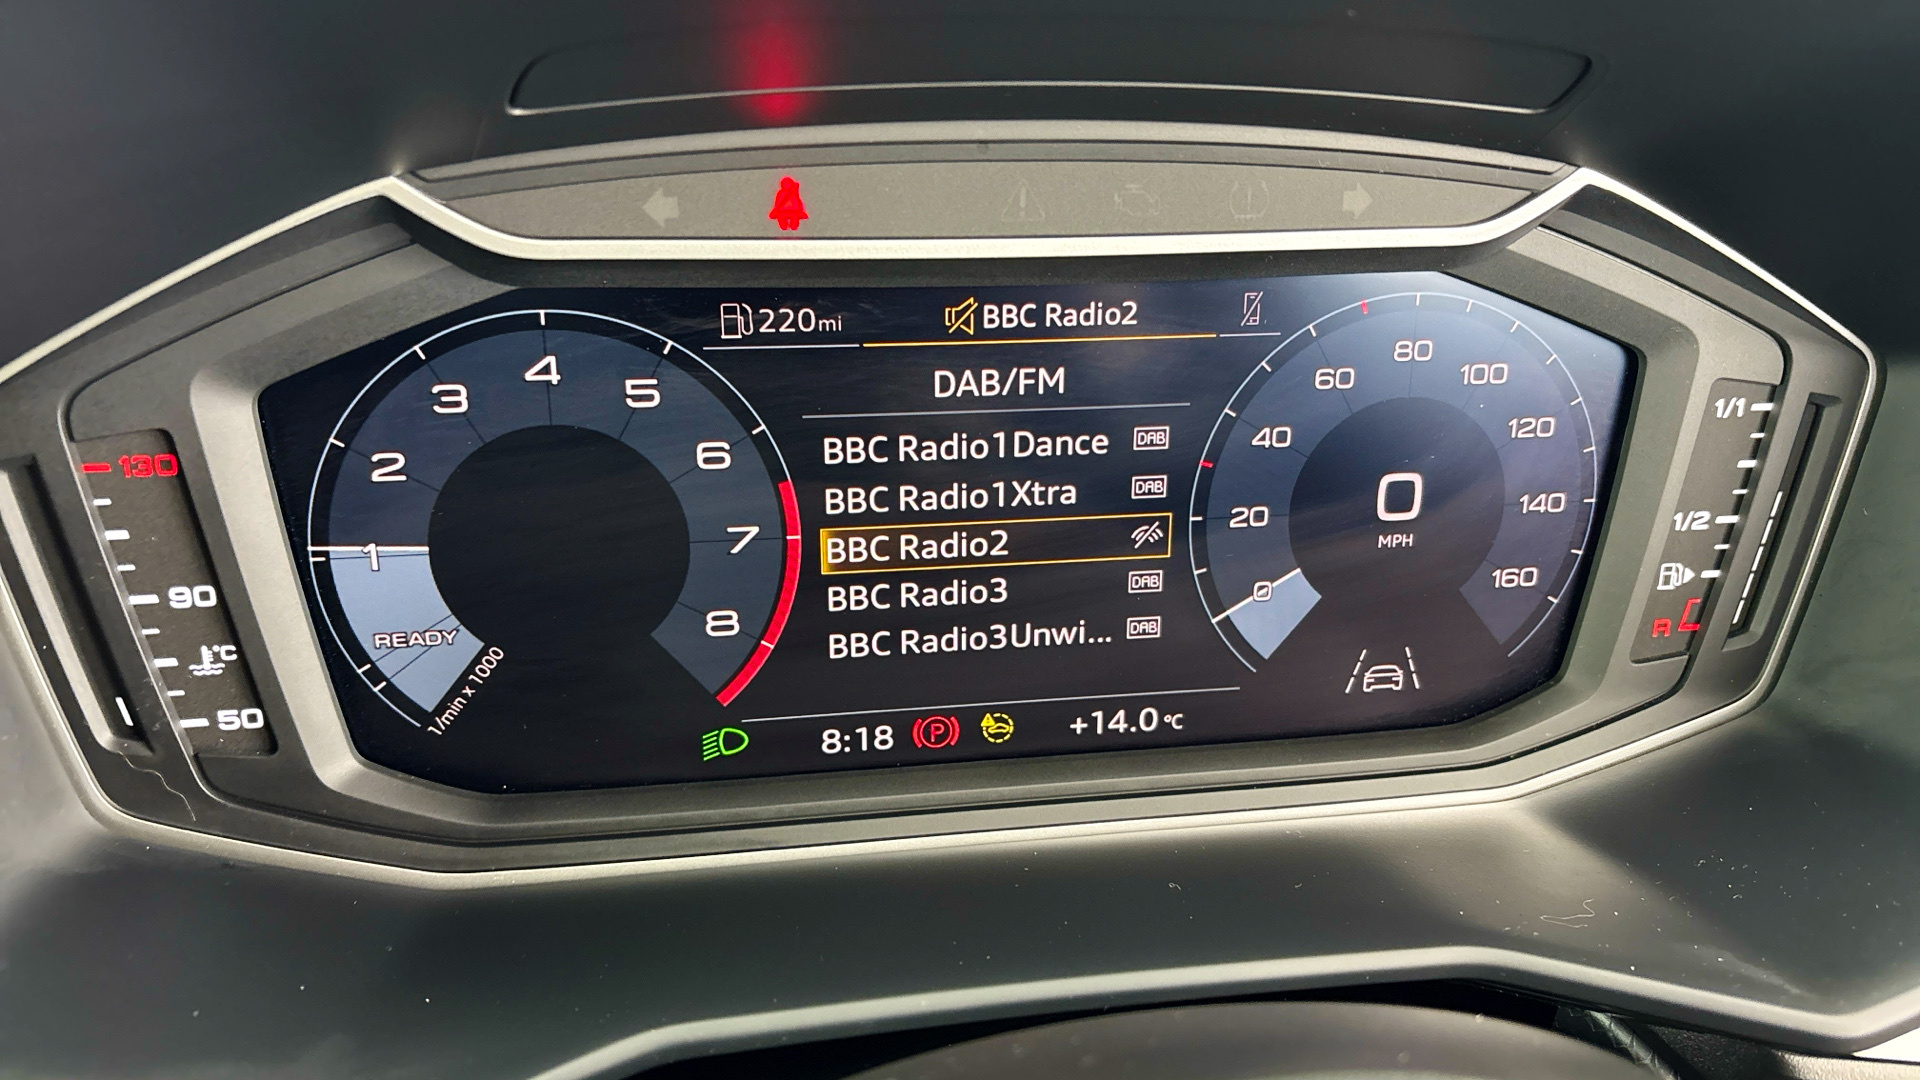 220mi
BBC Radio2
DAB/FM
BBC Radio1Dance DAB
BBC Radio1Xtra DAB
BBC Radio2
BBC Radio3 DAB
BBC Radio3Unwi... DAB
8:18 P +14.0°C
1 2 3 4 5 6 7 8
READY
1/min x 1000
0 20 40 60 80 100 120 140 160
0
MPH
130
90
°C
50
1/1
1/2
R